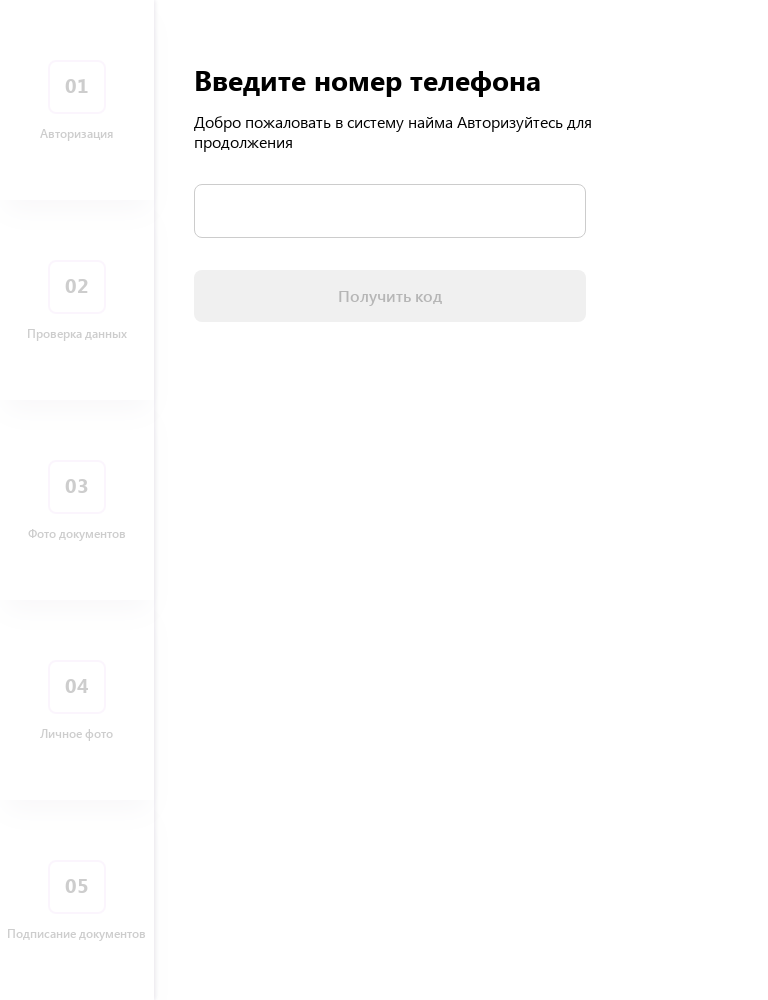 01
Авторизация
02
Проверка данных
03
Фото документов
04
Личное фото
05
Подписание документов
Введите номер телефона
Добро пожаловать в систему найма Авторизуйтесь для
продолжения
Получить код